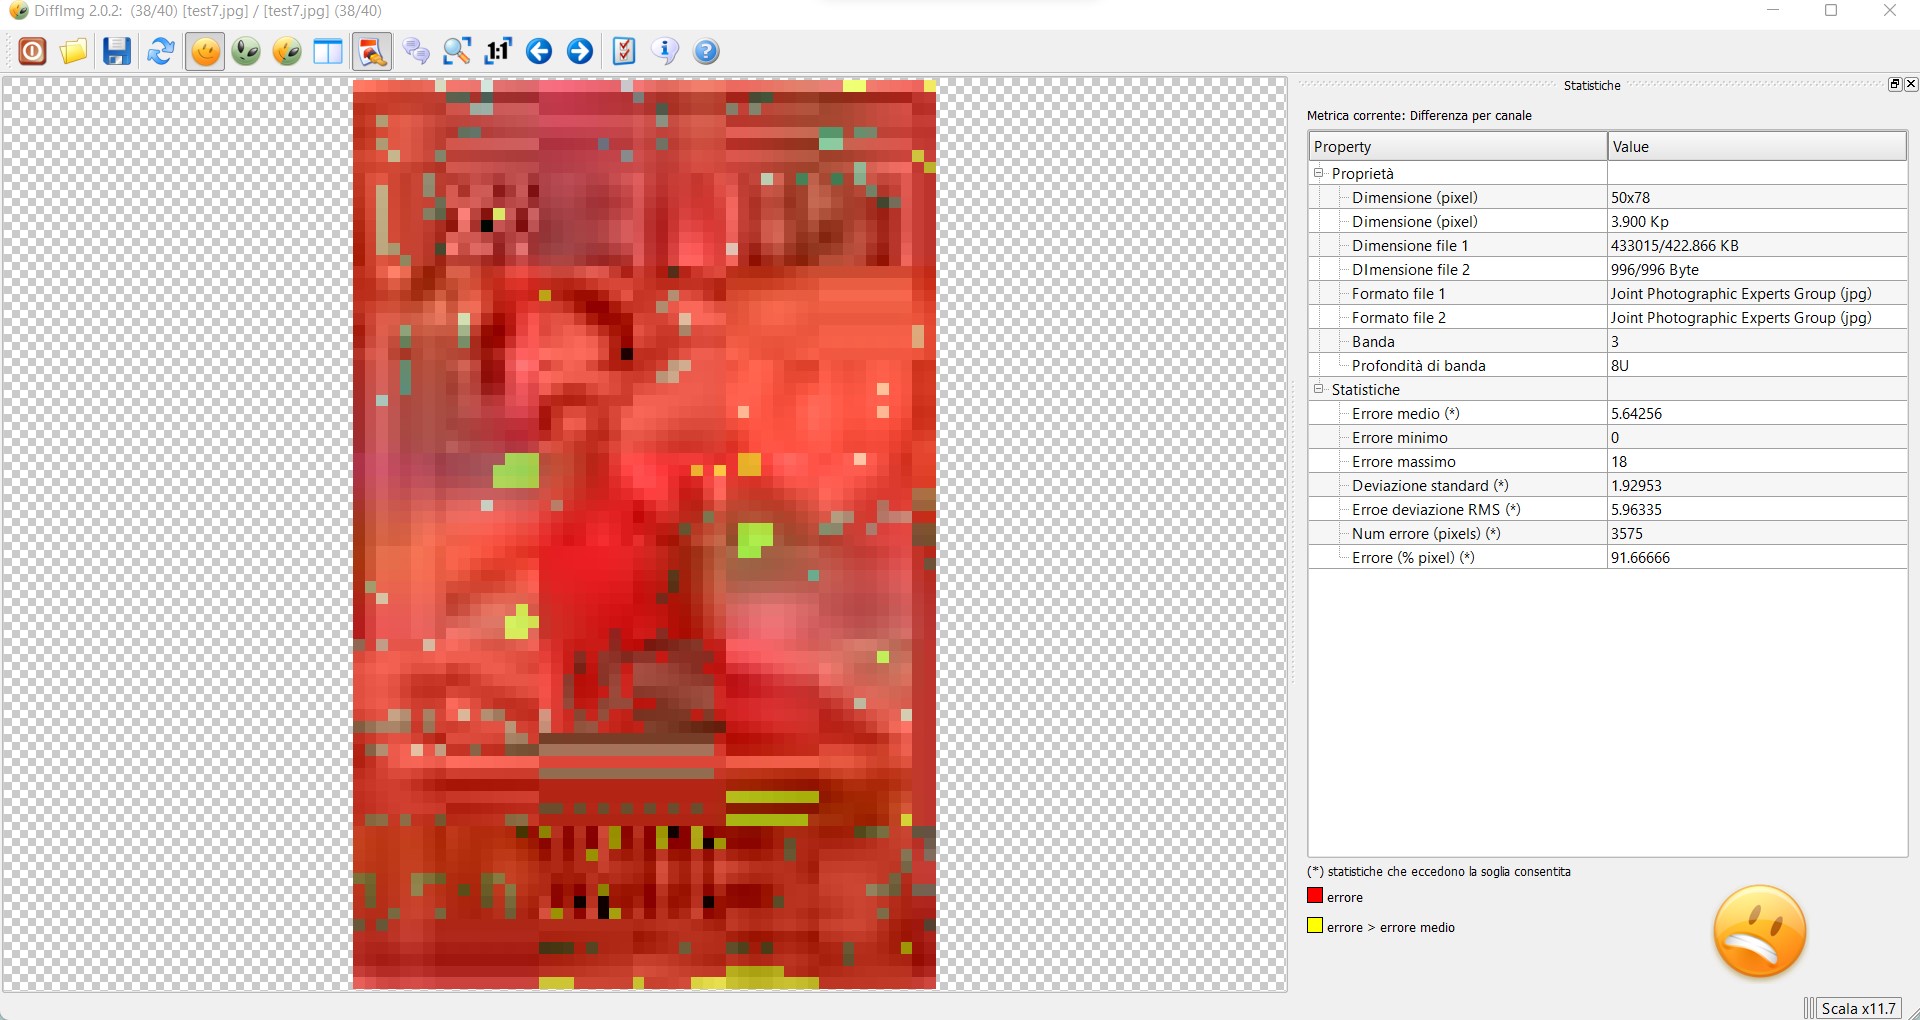 DiffImg 2.0.2: (38/40) [test7.jpg] / [test7.jpg] (38/40)
1:1
Statistiche
Metrica corrente: Differenza per canale
Property Value
Proprietà
Dimensione (pixel) 50x78
Dimensione (pixel) 3.900 Kp
Dimensione file 1 433015/422.866 KB
DImensione file 2 996/996 Byte
Formato file 1 Joint Photographic Experts Group (jpg)
Formato file 2 Joint Photographic Experts Group (jpg)
Banda 3
Profondità di banda 8U
Statistiche
Errore medio (*) 5.64256
Errore minimo 0
Errore massimo 18
Deviazione standard (*) 1.92953
Erroe deviazione RMS (*) 5.96335
Num errore (pixels) (*) 3575
Errore (% pixel) (*) 91.66666
(*) statistiche che eccedono la soglia consentita
errore
errore > errore medio
Scala x11.7